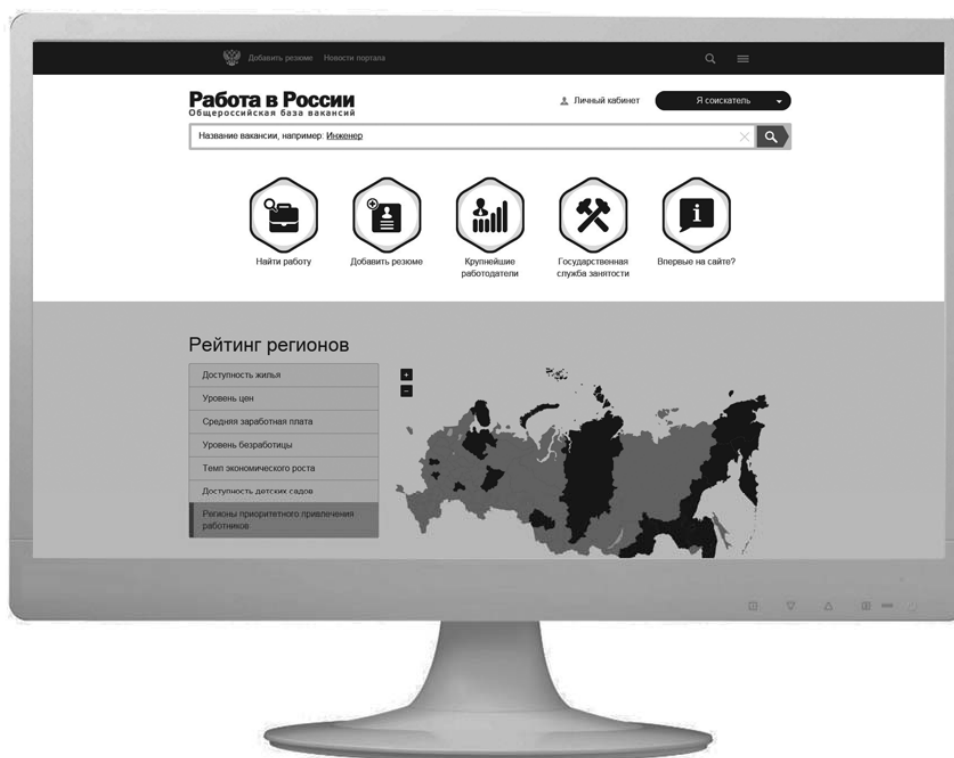 Добавить резюме Новости портала
Работа в России
Общероссийская база вакансий
Личный кабинет
Я соискатель
Название вакансии, например: Инженер
Найти работу
Добавить резюме
Крупнейшие
работодатели
Государственная
служба занятости
Впервые на сайте?
Рейтинг регионов
Доступность жилья
Уровень цен
Средняя заработная плата
Уровень безработицы
Темп экономического роста
Доступность детских садов
Регионы приоритетного привлечения
работников